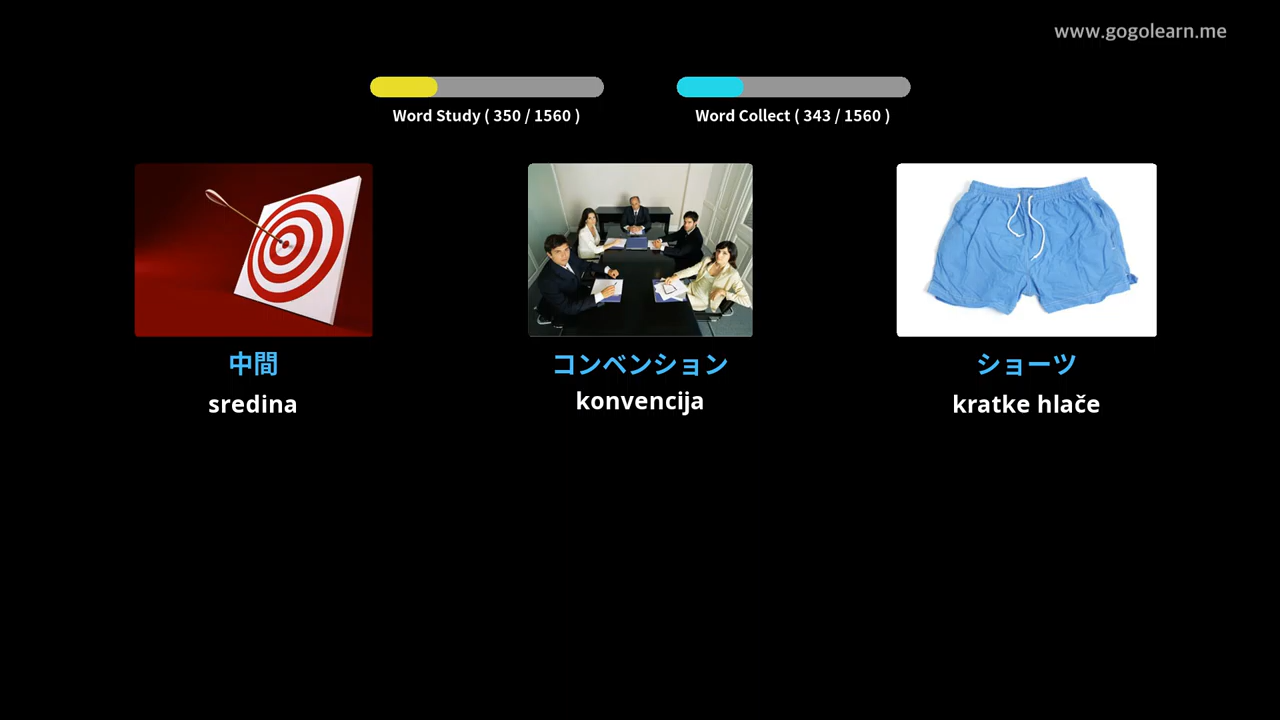 www.gogolearn.me
Word Study ( 350 / 1560 )
Word Collect ( 343 / 1560 )
中間
コンベンション
ショーツ
sredina
konvencija
kratke hlače